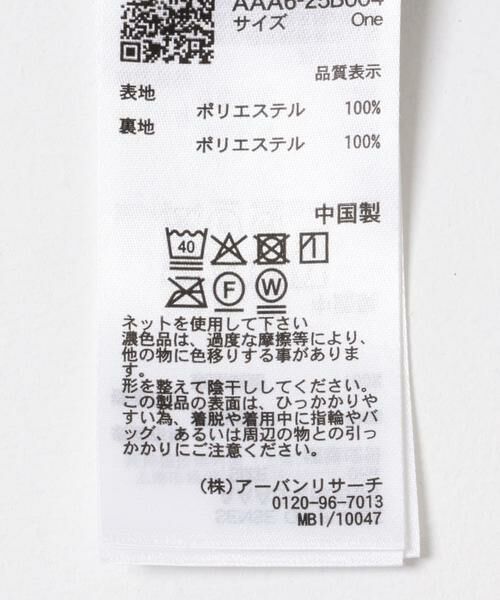 AAA6-25B004
サイズ One
品質表示
表地
ポリエステル 100%
裏地
ポリエステル 100%
中国製
40
F W
ネットを使用して下さい
濃色品は、過度な摩擦等により、
他の物に色移りする事がありま
す。
形を整えて陰干ししてください。
この製品の表面は、ひっかかりや
すい為、着脱や着用中に指輪やバ
ッグ、あるいは周辺の物との引っ
かかりにご注意ください。
(株)アーバンリサーチ
0120-96-7013
MBI/10047